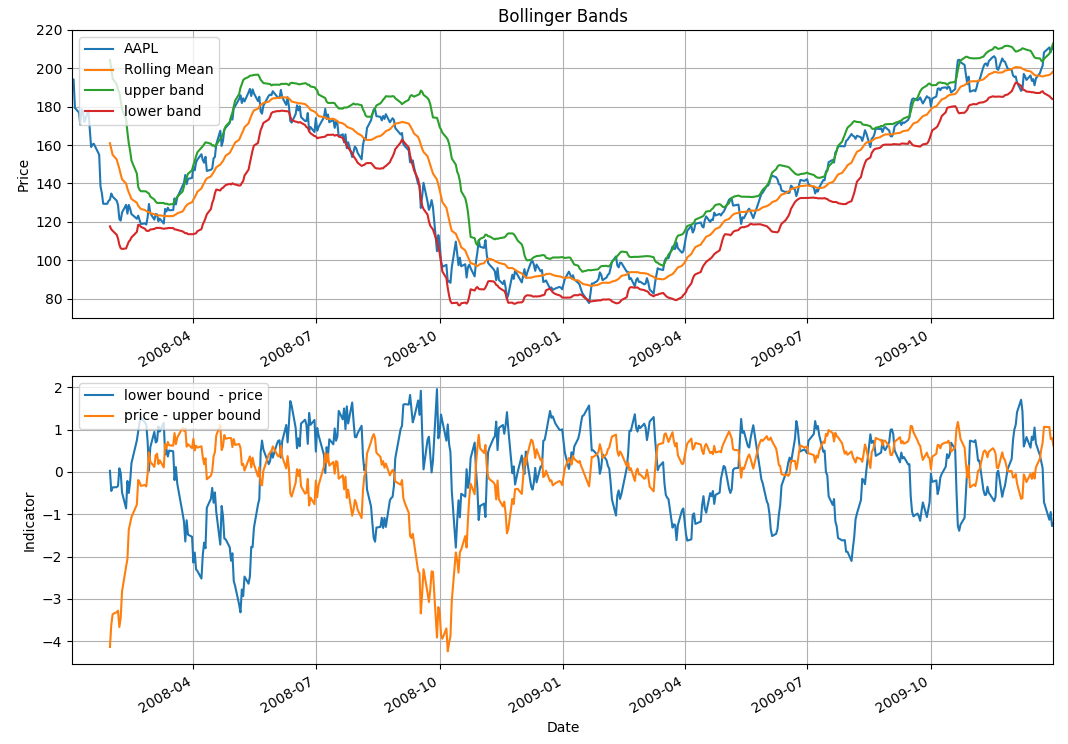 Bollinger Bands
220
200
180
160
140
120
100
80
Price
AAPL
Rolling Mean
upper band
lower band
2008-04
2008-07
2008-10
2009-01
2009-04
2009-07
2009-10
2
1
0
−1
−2
−3
−4
Indicator
lower bound  - price
price - upper bound
2008-04
2008-07
2008-10
2009-01
2009-04
2009-07
2009-10
Date